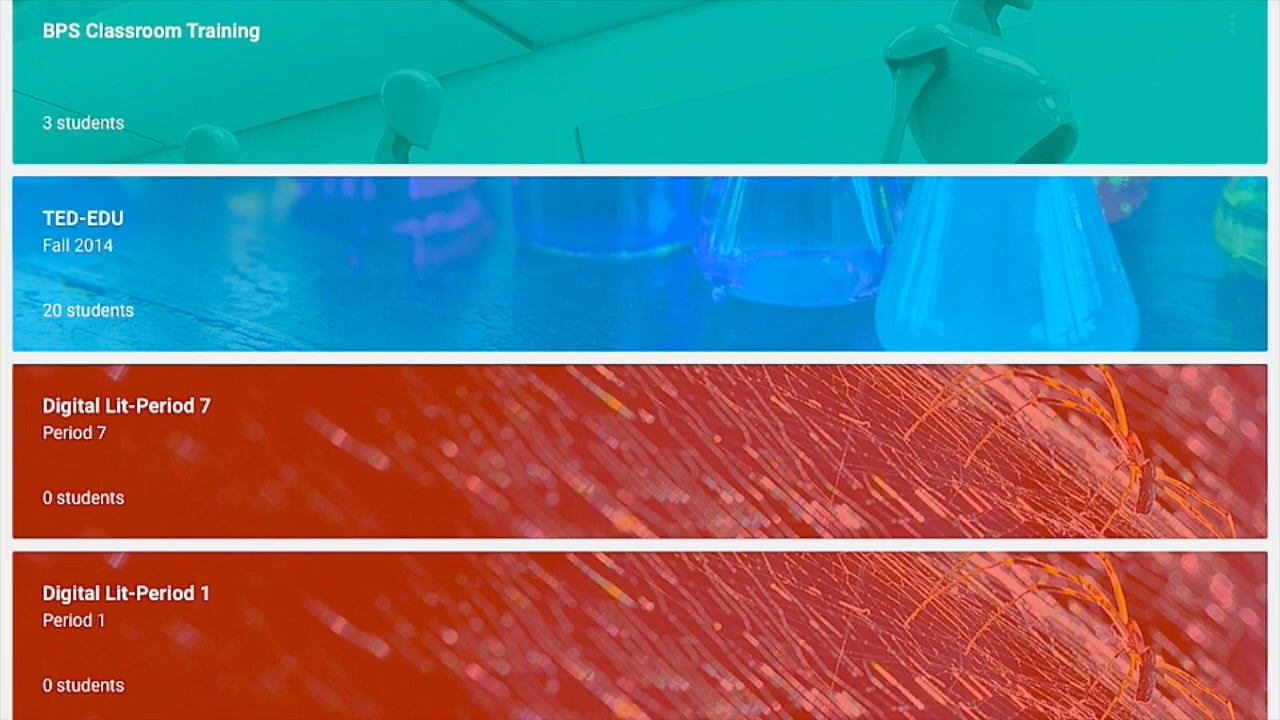 BPS Classroom Training
3 students
TED-EDU
Fall 2014
20 students
Digital Lit-Period 7
Period 7
0 students
Digital Lit-Period 1
Period 1
0 students